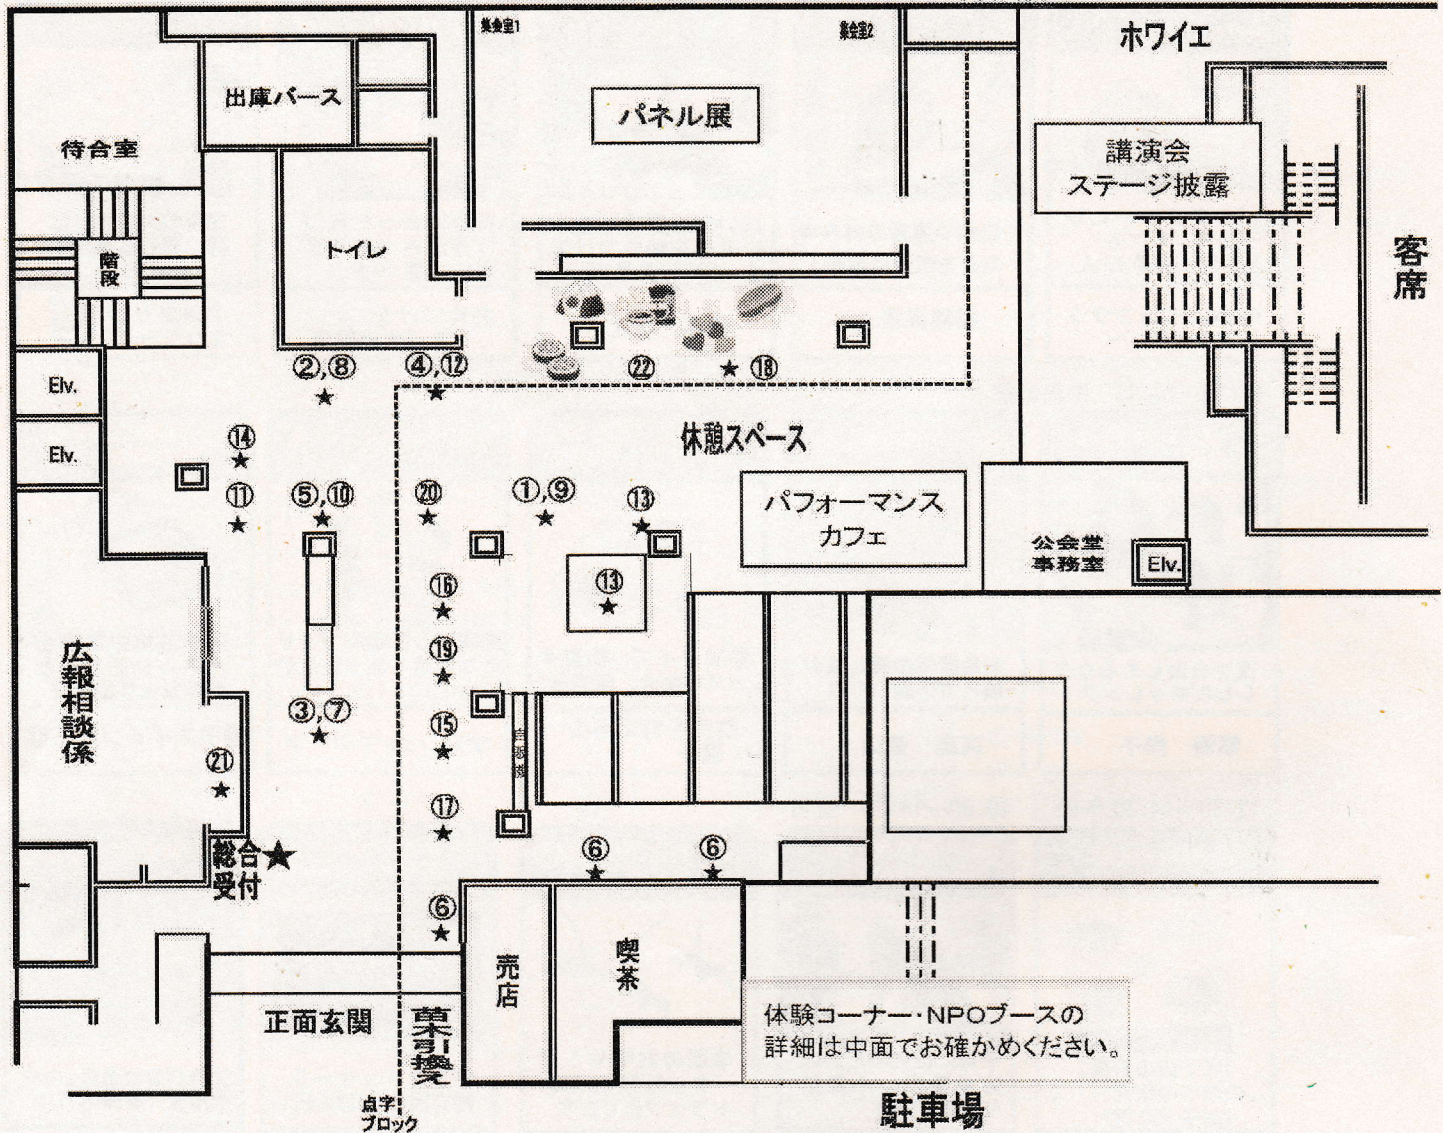 集会室1
集会室2
ホワイエ
出庫バース
パネル展
待合室
講演会
ステージ披露
トイレ
階段
客席
②,⑧
④,⑫
㉒
★⑱
Elv.
Elv.
⑭
休憩スペース
⑪
⑤,⑩
⑳
①,⑨
⑬
パフォーマンス
カフェ
公会堂
事務室
Elv.
⑯
⑬
⑲
広報相談係
③,⑦
⑮
自販機
㉑
⑰
総合★
受付
⑥
⑥
⑥
売店
喫茶
正面玄関
苗木引換え
体験コーナー・NPOブースの
詳細は中面でお確かめください。
点字
ブロック
駐車場